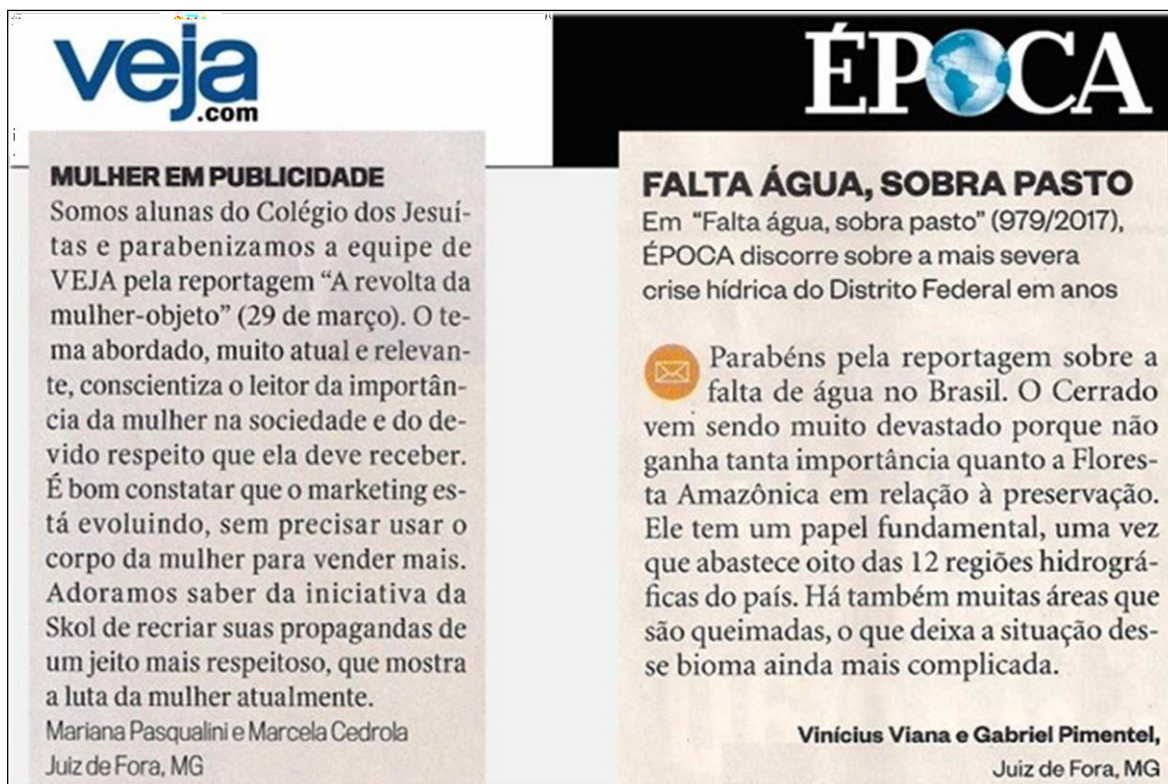 veja
.com
MULHER EM PUBLICIDADE
Somos alunas do Colégio dos Jesuí-
tas e parabenizamos a equipe de
VEJA pela reportagem “A revolta da
mulher-objeto” (29 de março). O te-
ma abordado, muito atual e relevan-
te, conscientiza o leitor da importân-
cia da mulher na sociedade e do de-
vido respeito que ela deve receber.
É bom constatar que o marketing es-
tá evoluindo, sem precisar usar o
corpo da mulher para vender mais.
Adoramos saber da iniciativa da
Skol de recriar suas propagandas de
um jeito mais respeitoso, que mostra
a luta da mulher atualmente.
Mariana Pasqualini e Marcela Cedrola
Juiz de Fora, MG
ÉPOCA
FALTA ÁGUA, SOBRA PASTO
Em “Falta água, sobra pasto” (979/2017),
ÉPOCA discorre sobre a mais severa
crise hídrica do Distrito Federal em anos
Parabéns pela reportagem sobre a
falta de água no Brasil. O Cerrado
vem sendo muito devastado porque não
ganha tanta importância quanto a Flores-
ta Amazônica em relação à preservação.
Ele tem um papel fundamental, uma vez
que abastece oito das 12 regiões hidrográ-
ficas do país. Há também muitas áreas que
são queimadas, o que deixa a situação des-
se bioma ainda mais complicada.
Vinícius Viana e Gabriel Pimentel,
Juiz de Fora, MG